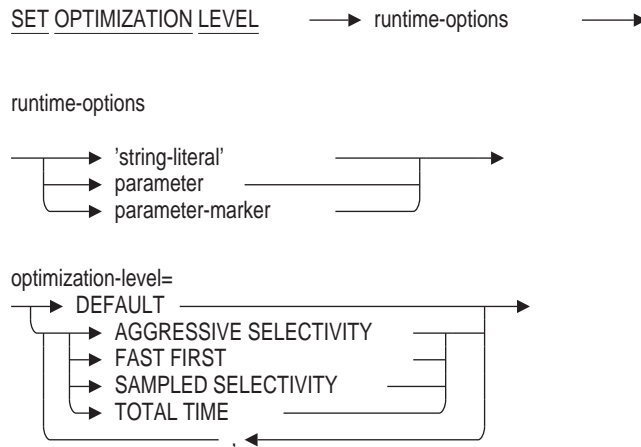 SET OPTIMIZATION LEVEL runtime-options
runtime-options
'string-literal'
parameter
parameter-marker
optimization-level=
DEFAULT
AGGRESSIVE SELECTIVITY
FAST FIRST
SAMPLED SELECTIVITY
TOTAL TIME
,